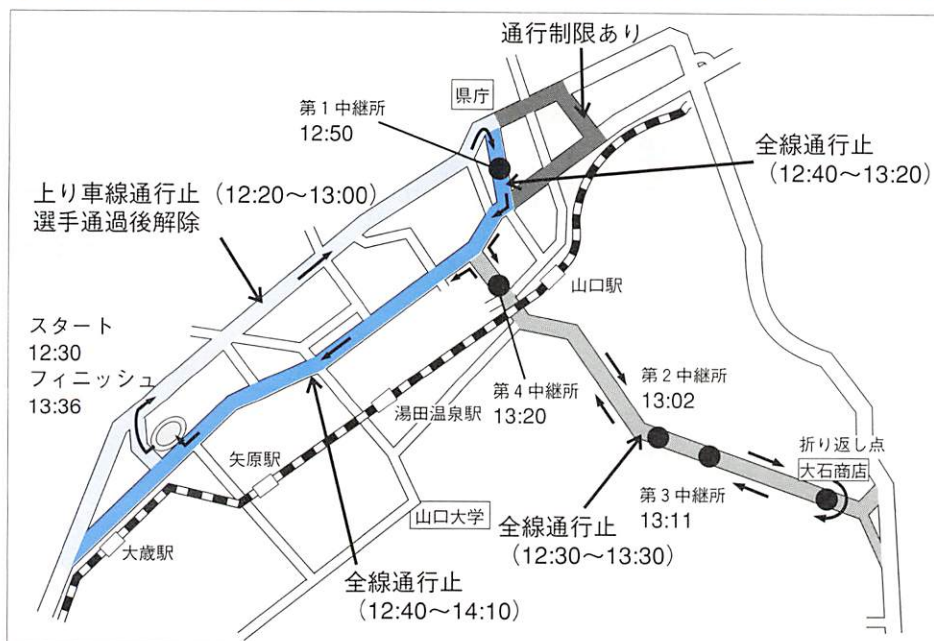 通行制限あり
県庁
第1中継所
12:50
全線通行止
(12:40〜13:20)
上り車線通行止(12:20〜13:00)
選手通過後解除
山口駅
スタート
12:30
フィニッシュ
13:36
第4中継所
13:20
第2中継所
13:02
湯田温泉駅
折り返し点
大石商店
矢原駅
第3中継所
13:11
山口大学
全線通行止
(12:30〜13:30)
大歳駅
全線通行止
(12:40〜14:10)